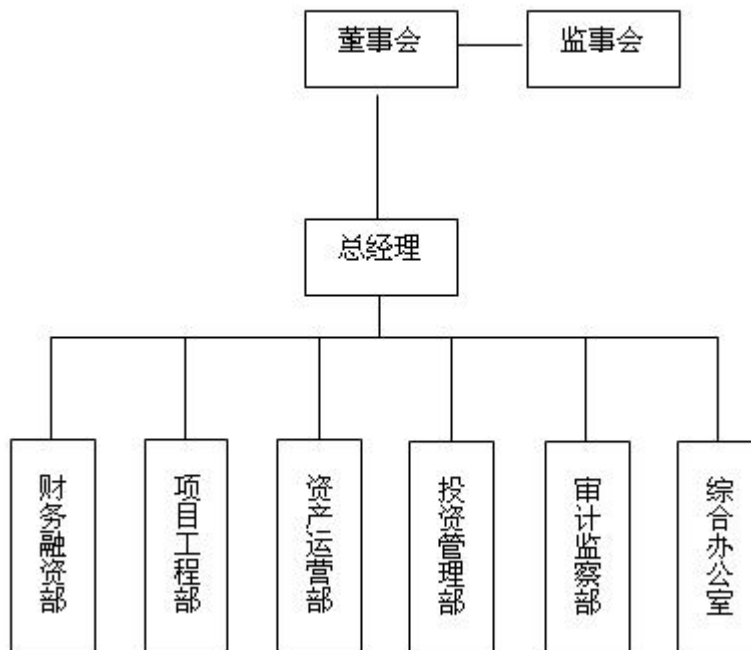 董事会
监事会
总经理
财务融资部
项目工程部
资产运营部
投资管理部
审计监察部
综合办公室